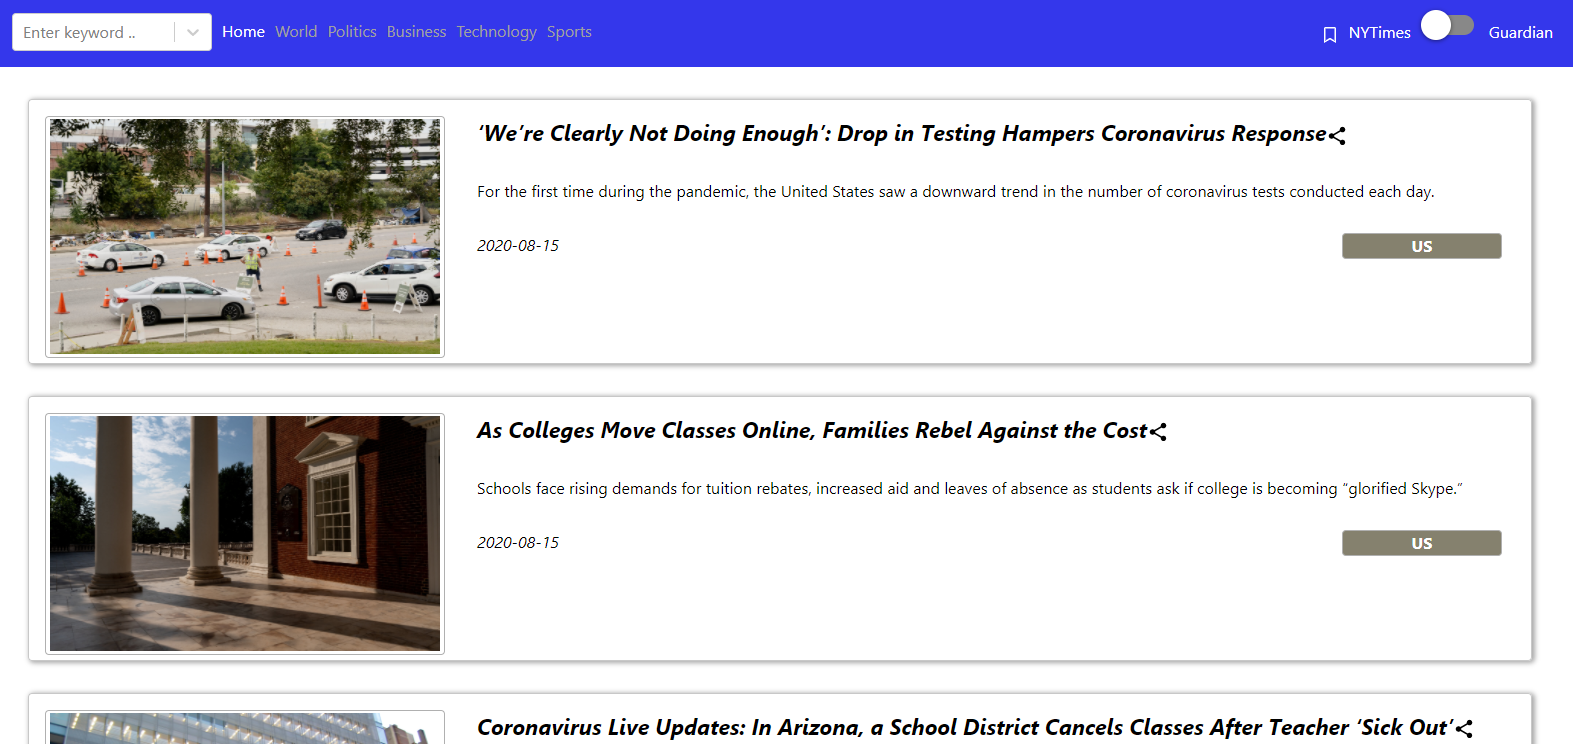 Enter keyword .. Home World Politics Business Technology Sports NYTimes Guardian
‘We’re Clearly Not Doing Enough’: Drop in Testing Hampers Coronavirus Response
For the first time during the pandemic, the United States saw a downward trend in the number of coronavirus tests conducted each day.
2020-08-15 US
As Colleges Move Classes Online, Families Rebel Against the Cost
Schools face rising demands for tuition rebates, increased aid and leaves of absence as students ask if college is becoming “glorified Skype.”
2020-08-15 US
Coronavirus Live Updates: In Arizona, a School District Cancels Classes After Teacher ‘Sick Out’